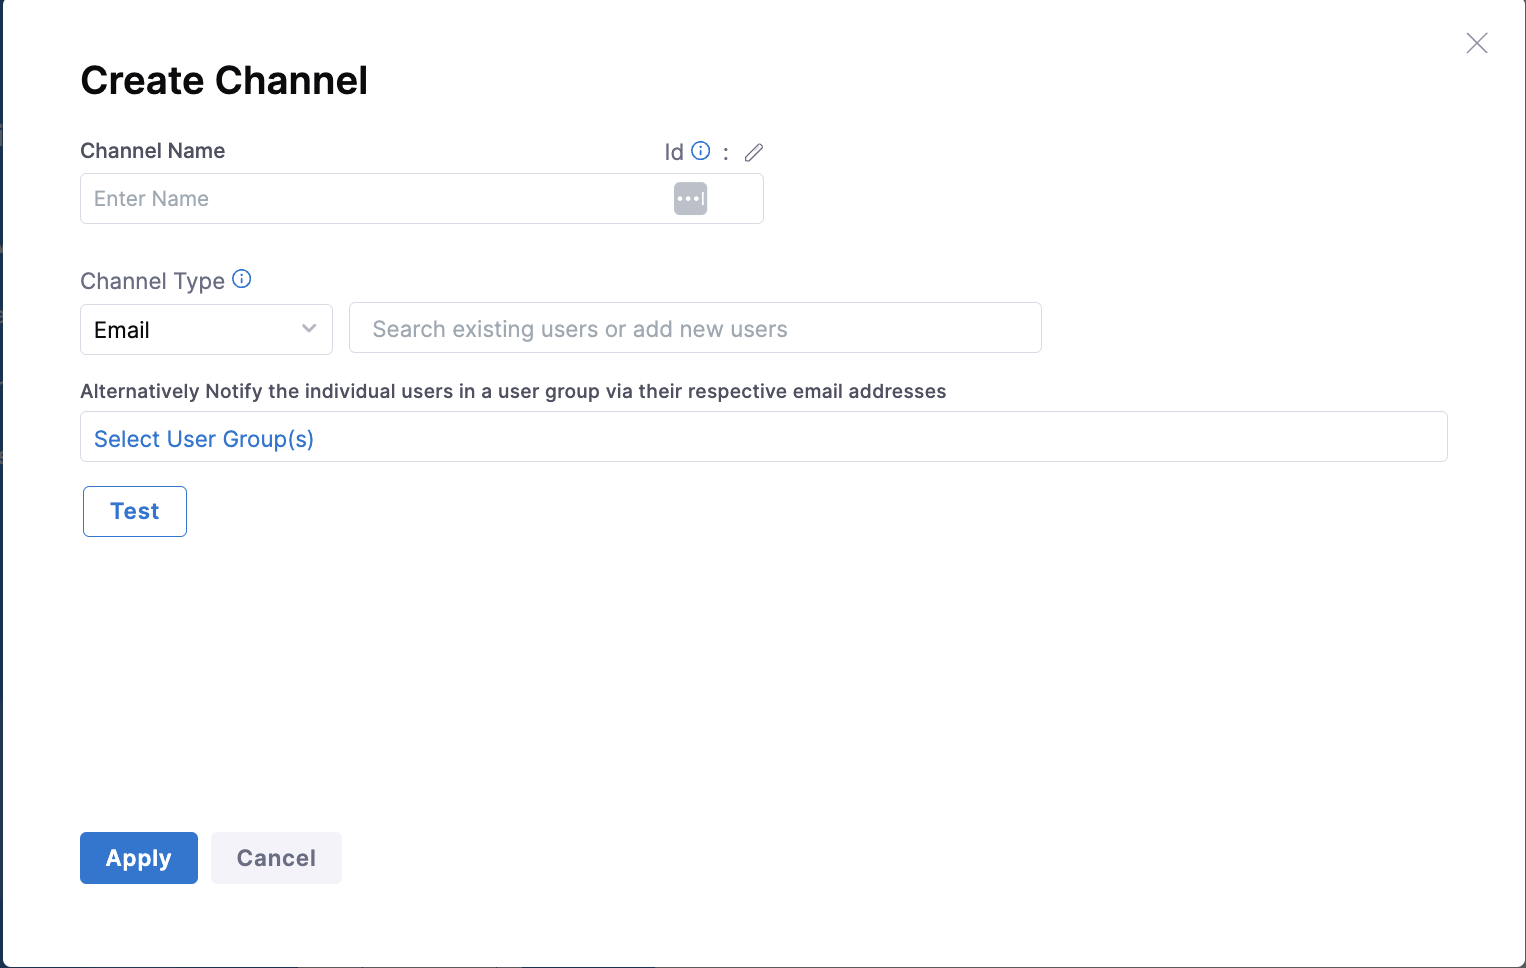 Create Channel
Channel Name
Id :
Enter Name
Channel Type
Email
Search existing users or add new users
Alternatively Notify the individual users in a user group via their respective email addresses
Select User Group(s)
Test
Apply
Cancel